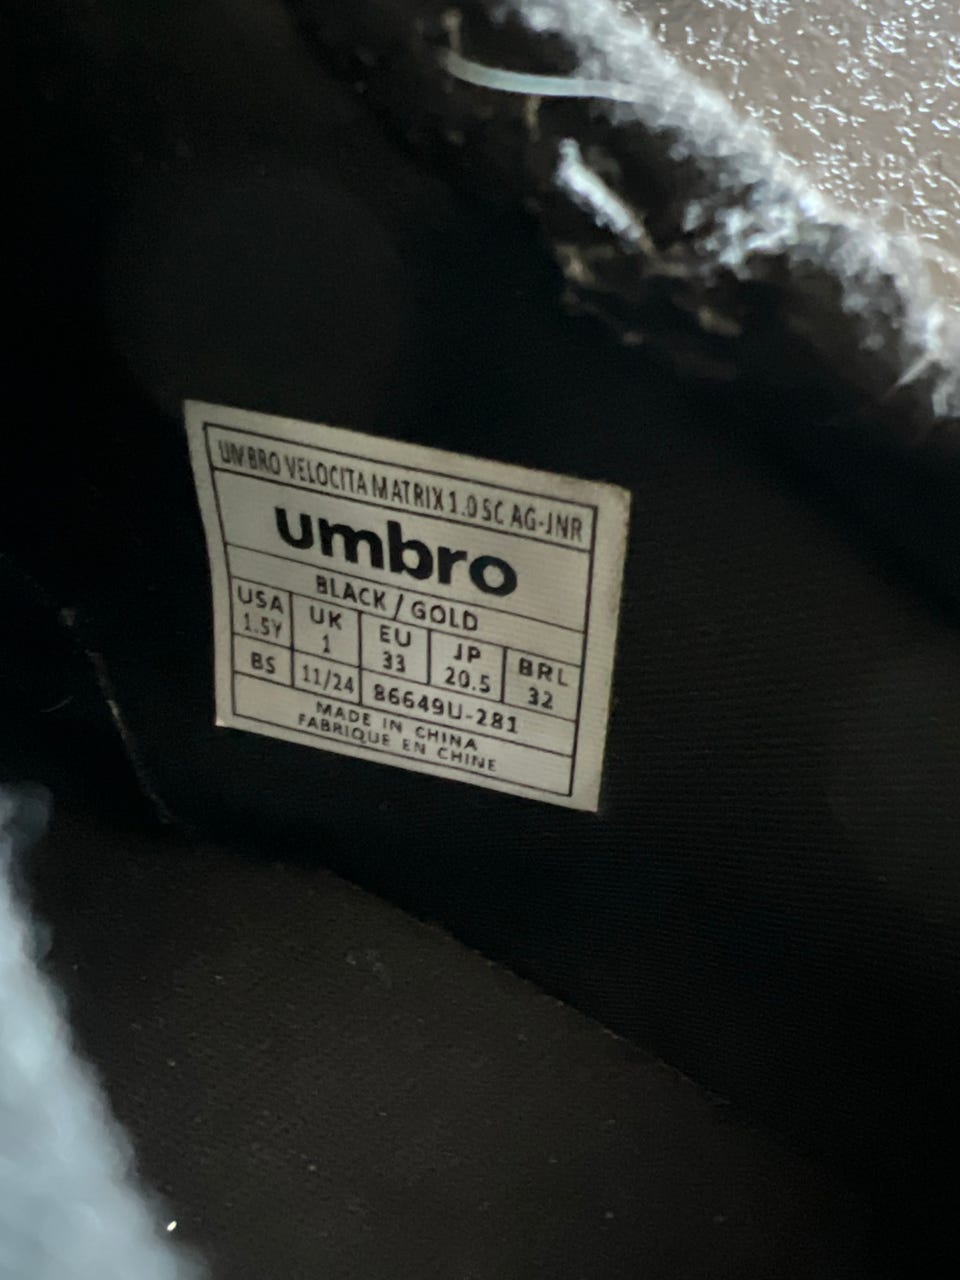 UMBRO VELOCITA MATRIX 1.0 SC AG-JNR
umbro
BLACK / GOLD
USA UK EU JP BRL
1.5Y 1 33 20.5 32
BS 11/24 86649U-281
MADE IN CHINA
FABRIQUE EN CHINE